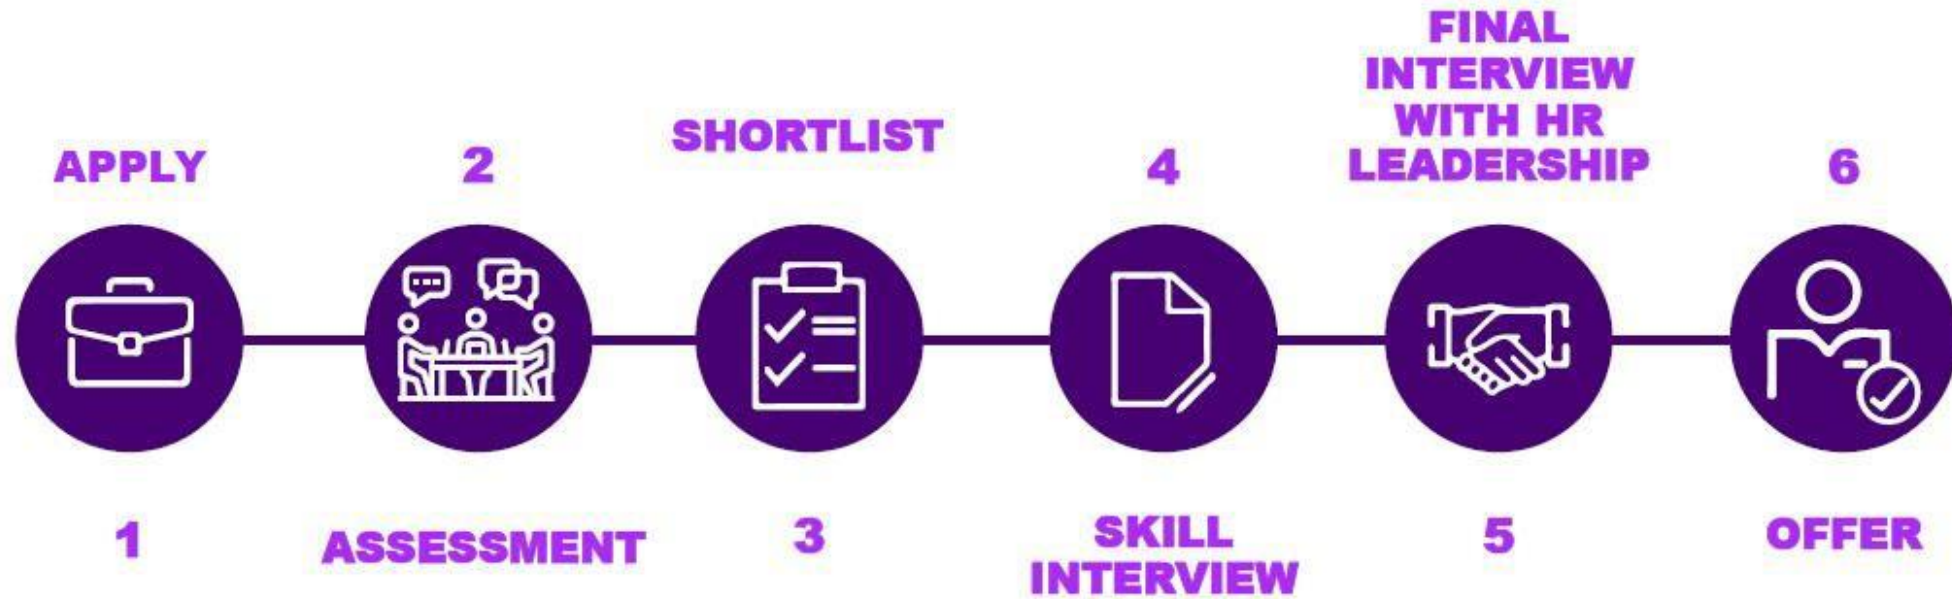 APPLY
1
2
ASSESSMENT
SHORTLIST
3
4
SKILL
INTERVIEW
FINAL
INTERVIEW
WITH HR
LEADERSHIP
5
6
OFFER